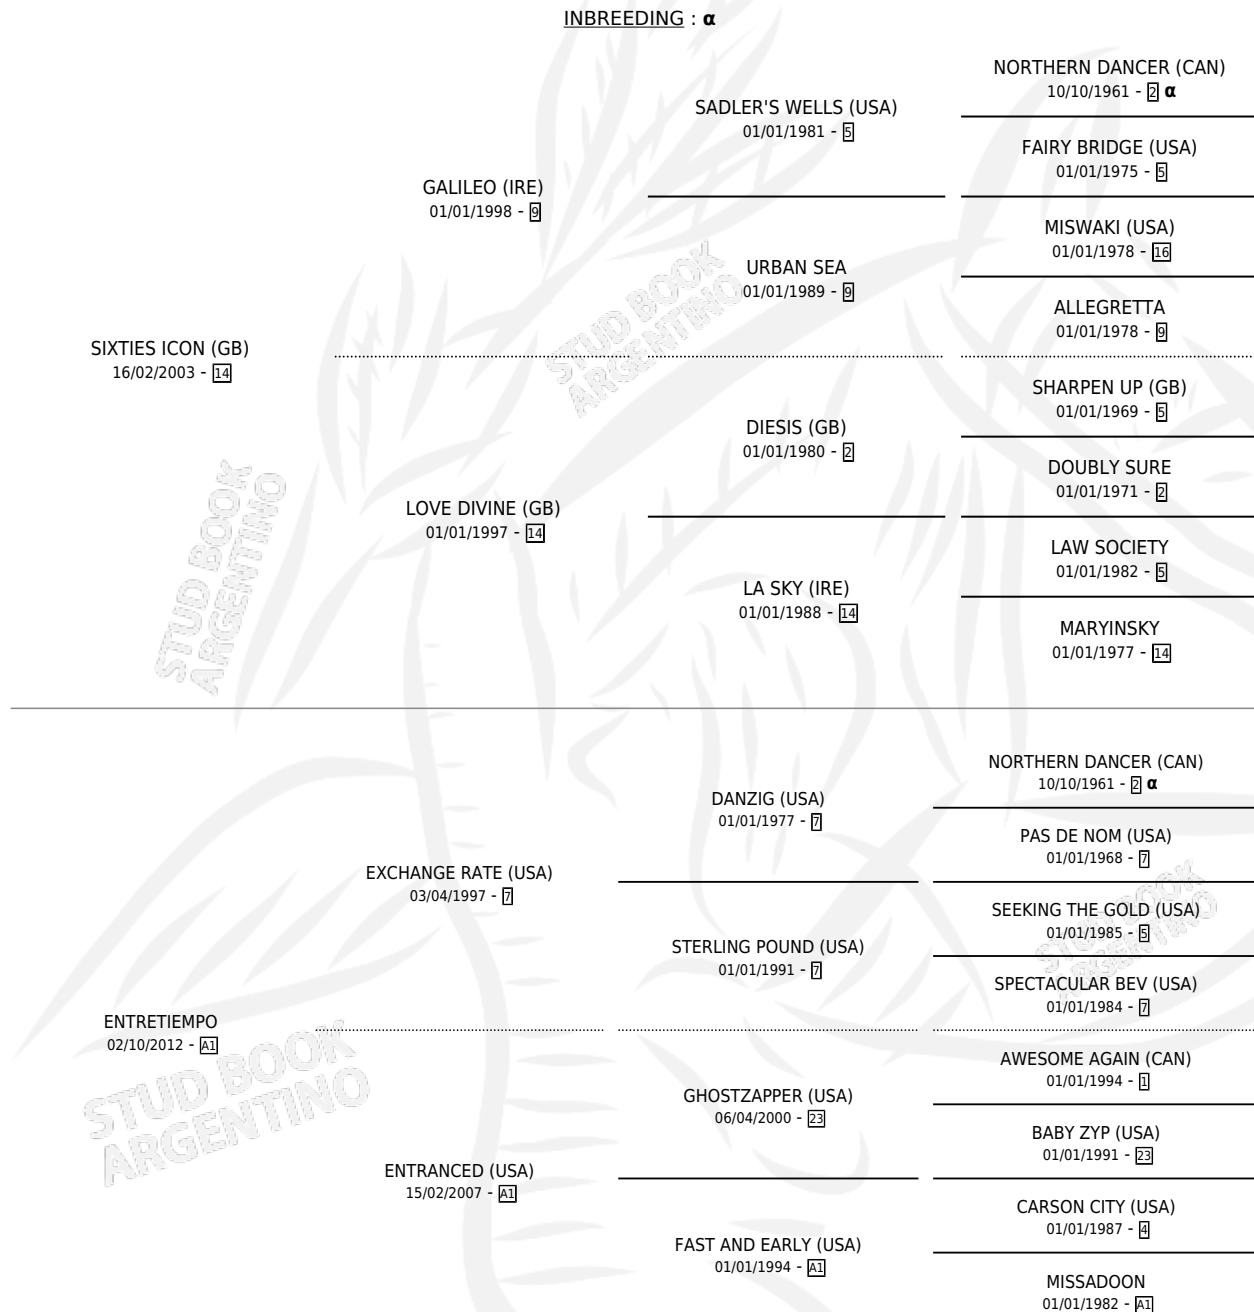 INBREEDING : α
NORTHERN DANCER (CAN)
10/10/1961 - 2 α
SADLER'S WELLS (USA)
01/01/1981 - 5
FAIRY BRIDGE (USA)
01/01/1975 - 5
GALILEO (IRE)
01/01/1998 - 9
MISWAKI (USA)
01/01/1978 - 16
URBAN SEA
01/01/1989 - 9
ALLEGRETTA
01/01/1978 - 9
SIXTIES ICON (GB)
16/02/2003 - 14
SHARPEN UP (GB)
01/01/1969 - 5
DIESIS (GB)
01/01/1980 - 2
DOUBLY SURE
01/01/1971 - 2
LOVE DIVINE (GB)
01/01/1997 - 14
LAW SOCIETY
01/01/1982 - 5
LA SKY (IRE)
01/01/1988 - 14
MARYINSKY
01/01/1977 - 14
NORTHERN DANCER (CAN)
10/10/1961 - 2 α
DANZIG (USA)
01/01/1977 - 7
PAS DE NOM (USA)
01/01/1968 - 7
EXCHANGE RATE (USA)
03/04/1997 - 7
SEEKING THE GOLD (USA)
01/01/1985 - 5
STERLING POUND (USA)
01/01/1991 - 7
SPECTACULAR BEV (USA)
01/01/1984 - 7
ENTRETIEMPO
02/10/2012 - A1
AWESOME AGAIN (CAN)
01/01/1994 - 1
GHOSTZAPPER (USA)
06/04/2000 - 23
BABY ZYP (USA)
01/01/1991 - 23
ENTRANCED (USA)
15/02/2007 - A1
CARSON CITY (USA)
01/01/1987 - 4
FAST AND EARLY (USA)
01/01/1994 - A1
MISSADOON
01/01/1982 - A1
STUD BOOK
ARGENTINO
STUD BOOK
ARGENTINO
STUD BOOK
ARGENTINO
STUD BOOK
ARGENTINO